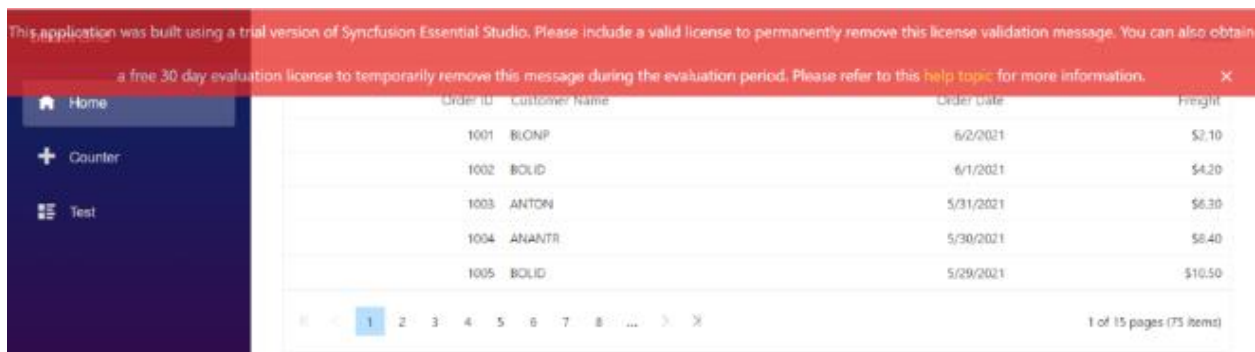 This application was built using a trial version of Syncfusion Essential Studio. Please include a valid license to permanently remove this license validation message. You can also obtain
a free 30 day evaluation license to temporarily remove this message during the evaluation period. Please refer to this help topic for more information. ×
Home
Order ID Customer Name Order Date Freight
1001 BLONP 6/2/2021 $2.10
Counter
1002 BOLID 6/1/2021 $4.20
1003 ANTON 5/31/2021 $6.30
Test
1004 ANANTR 5/30/2021 $8.40
1005 BOLID 5/29/2021 $10.50
1 2 3 4 5 6 7 8 ... 1 of 15 pages (75 items)